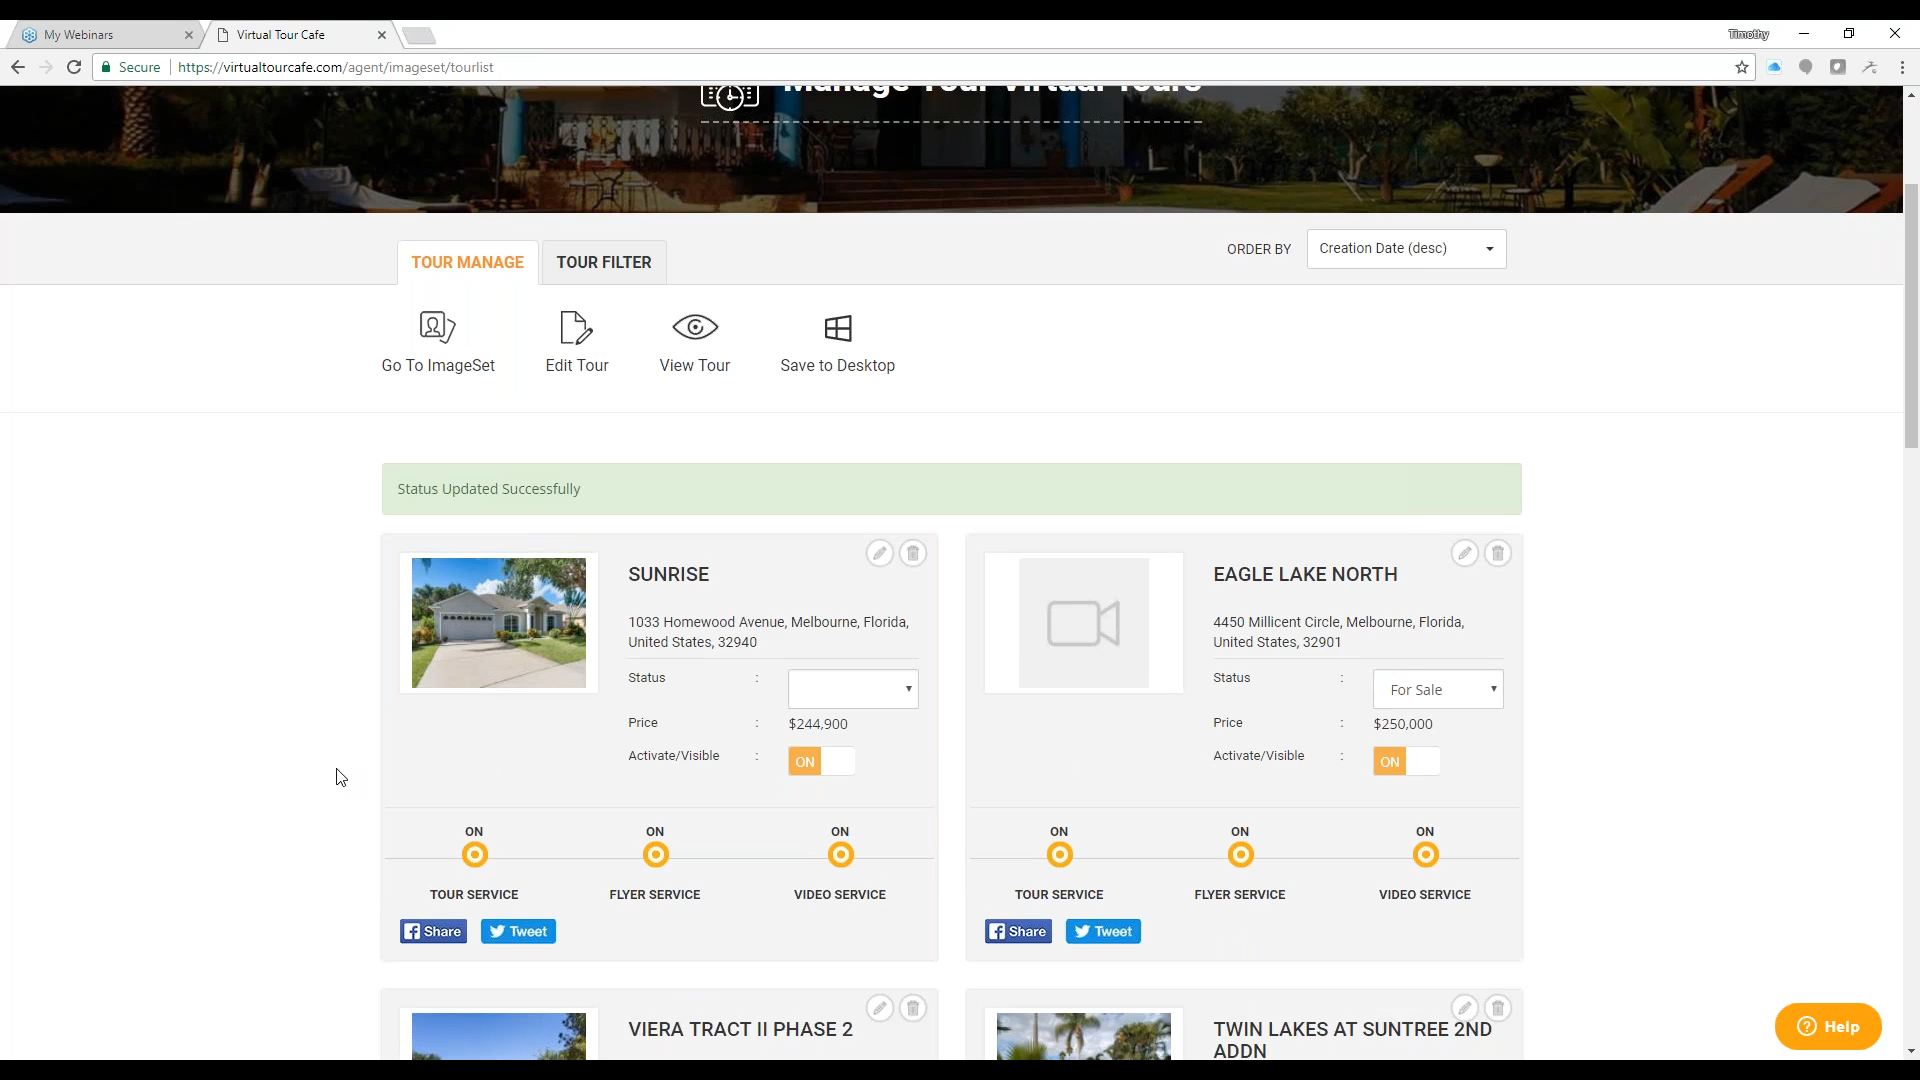 My Webinars
Virtual Tour Cafe
Timothy
Secure
https://virtualtourcafe.com/agent/imageset/tourlist
Manage Your Virtual Tours
TOUR MANAGE
TOUR FILTER
ORDER BY
Creation Date (desc)
Go To ImageSet
Edit Tour
View Tour
Save to Desktop
Status Updated Successfully
SUNRISE
1033 Homewood Avenue, Melbourne, Florida,
United States, 32940
Status :
Price : $244,900
Activate/Visible : ON
ON ON ON
TOUR SERVICE FLYER SERVICE VIDEO SERVICE
Share Tweet
EAGLE LAKE NORTH
4450 Millicent Circle, Melbourne, Florida,
United States, 32901
Status : For Sale
Price : $250,000
Activate/Visible : ON
ON ON ON
TOUR SERVICE FLYER SERVICE VIDEO SERVICE
Share Tweet
VIERA TRACT II PHASE 2
TWIN LAKES AT SUNTREE 2ND
ADDN
Help